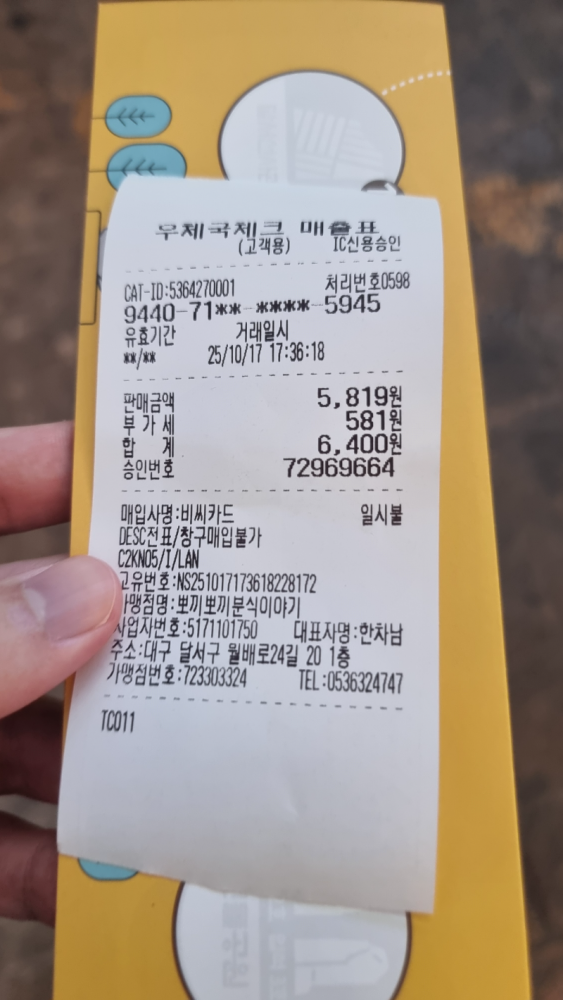 우체국체크 매출표
(고객용) IC신용승인
CAT-ID:5364270001 처리번호0598
9440-71**-****-5945
유효기간 거래일시
**/** 25/10/17 17:36:18
판매금액 5,819원
부 가 세 581원
합 계 6,400원
승인번호 72969664
매입사명:비씨카드 일시불
DESC전표/창구매입불가
C2KN05/I/LAN
고유번호:NS251017173618228172
가맹점명:뽀끼뽀끼분식이야기
사업자번호:5171101750 대표자명:한차남
주소:대구 달서구 월배로24길 20 1층
가맹점번호:723303324 TEL:0536324747
TC011